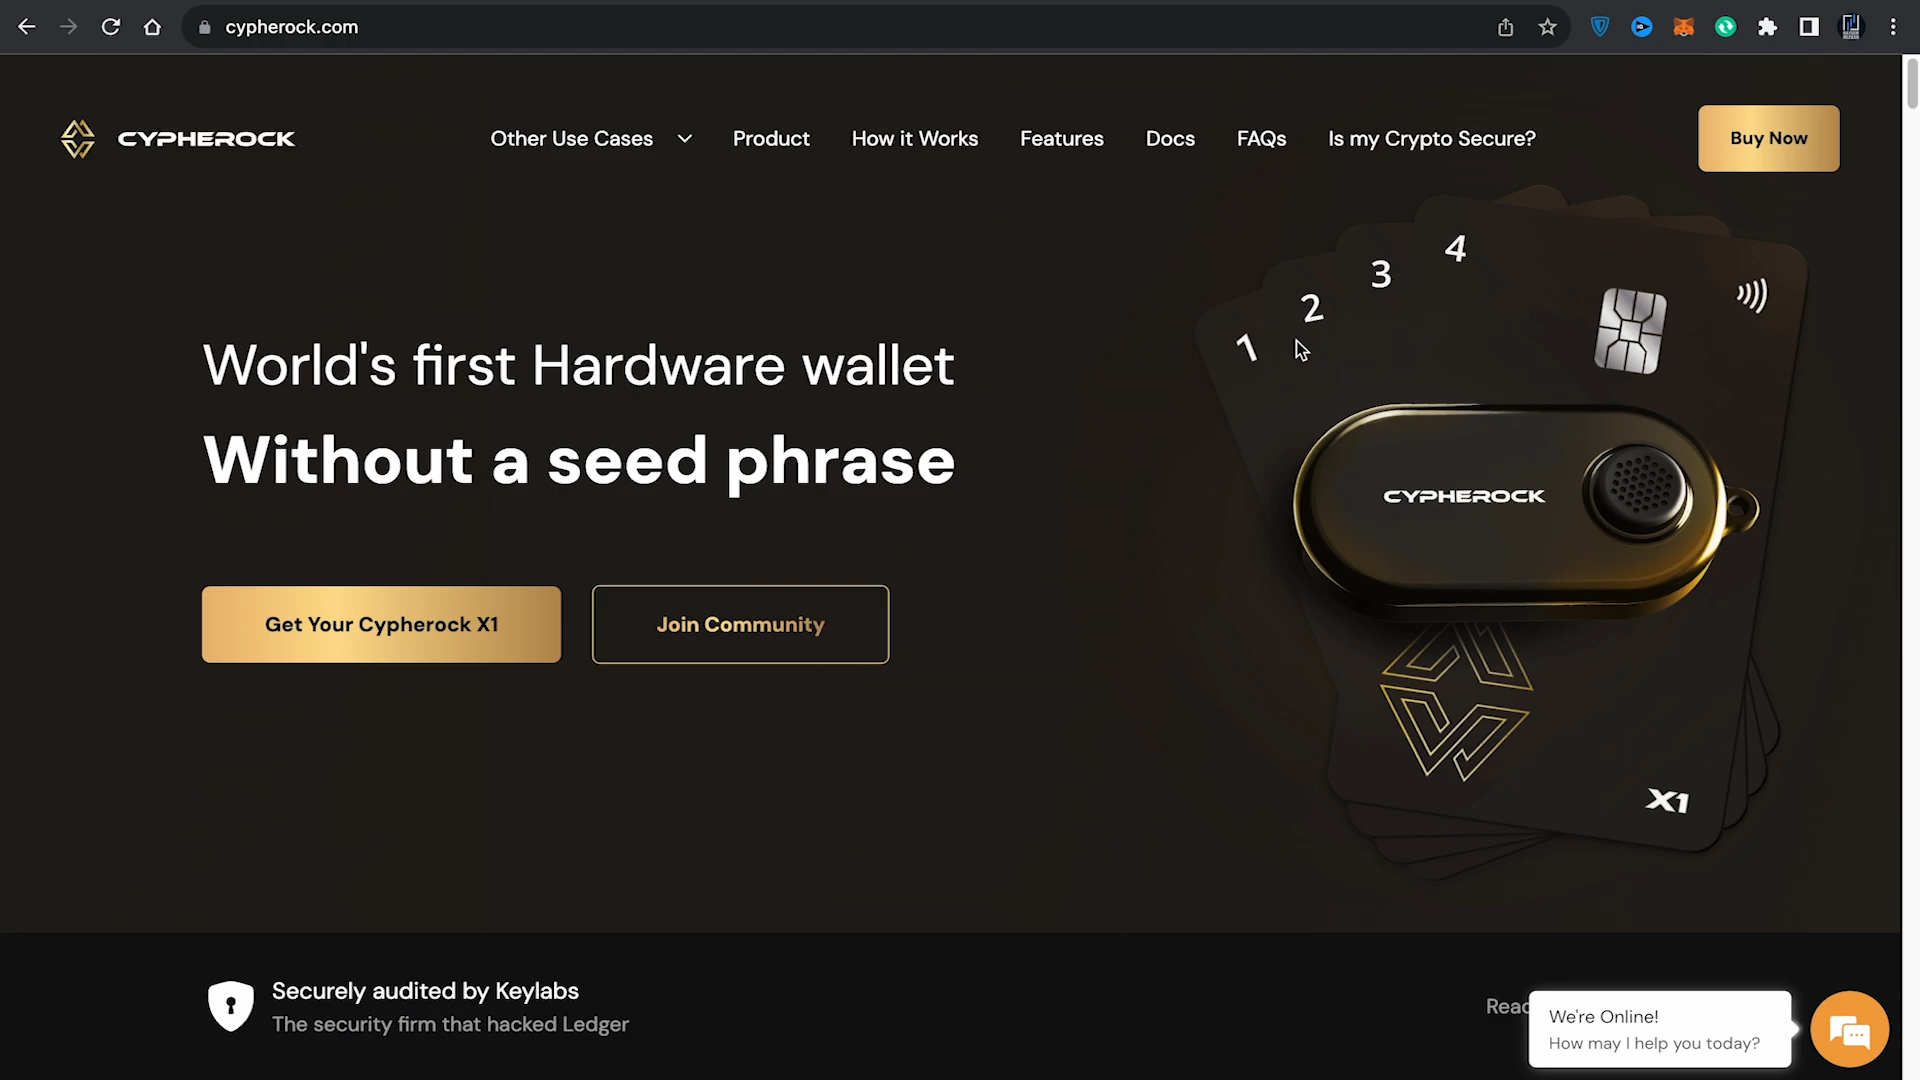 cypherock.com
CYPHEROCK
Other Use Cases
Product
How it Works
Features
Docs
FAQs
Is my Crypto Secure?
Buy Now
1
2
3
4
World's first Hardware wallet
Without a seed phrase
CYPHEROCK
Get Your Cypherock X1
Join Community
X1
Securely audited by Keylabs
The security firm that hacked Ledger
We're Online!
How may I help you today?